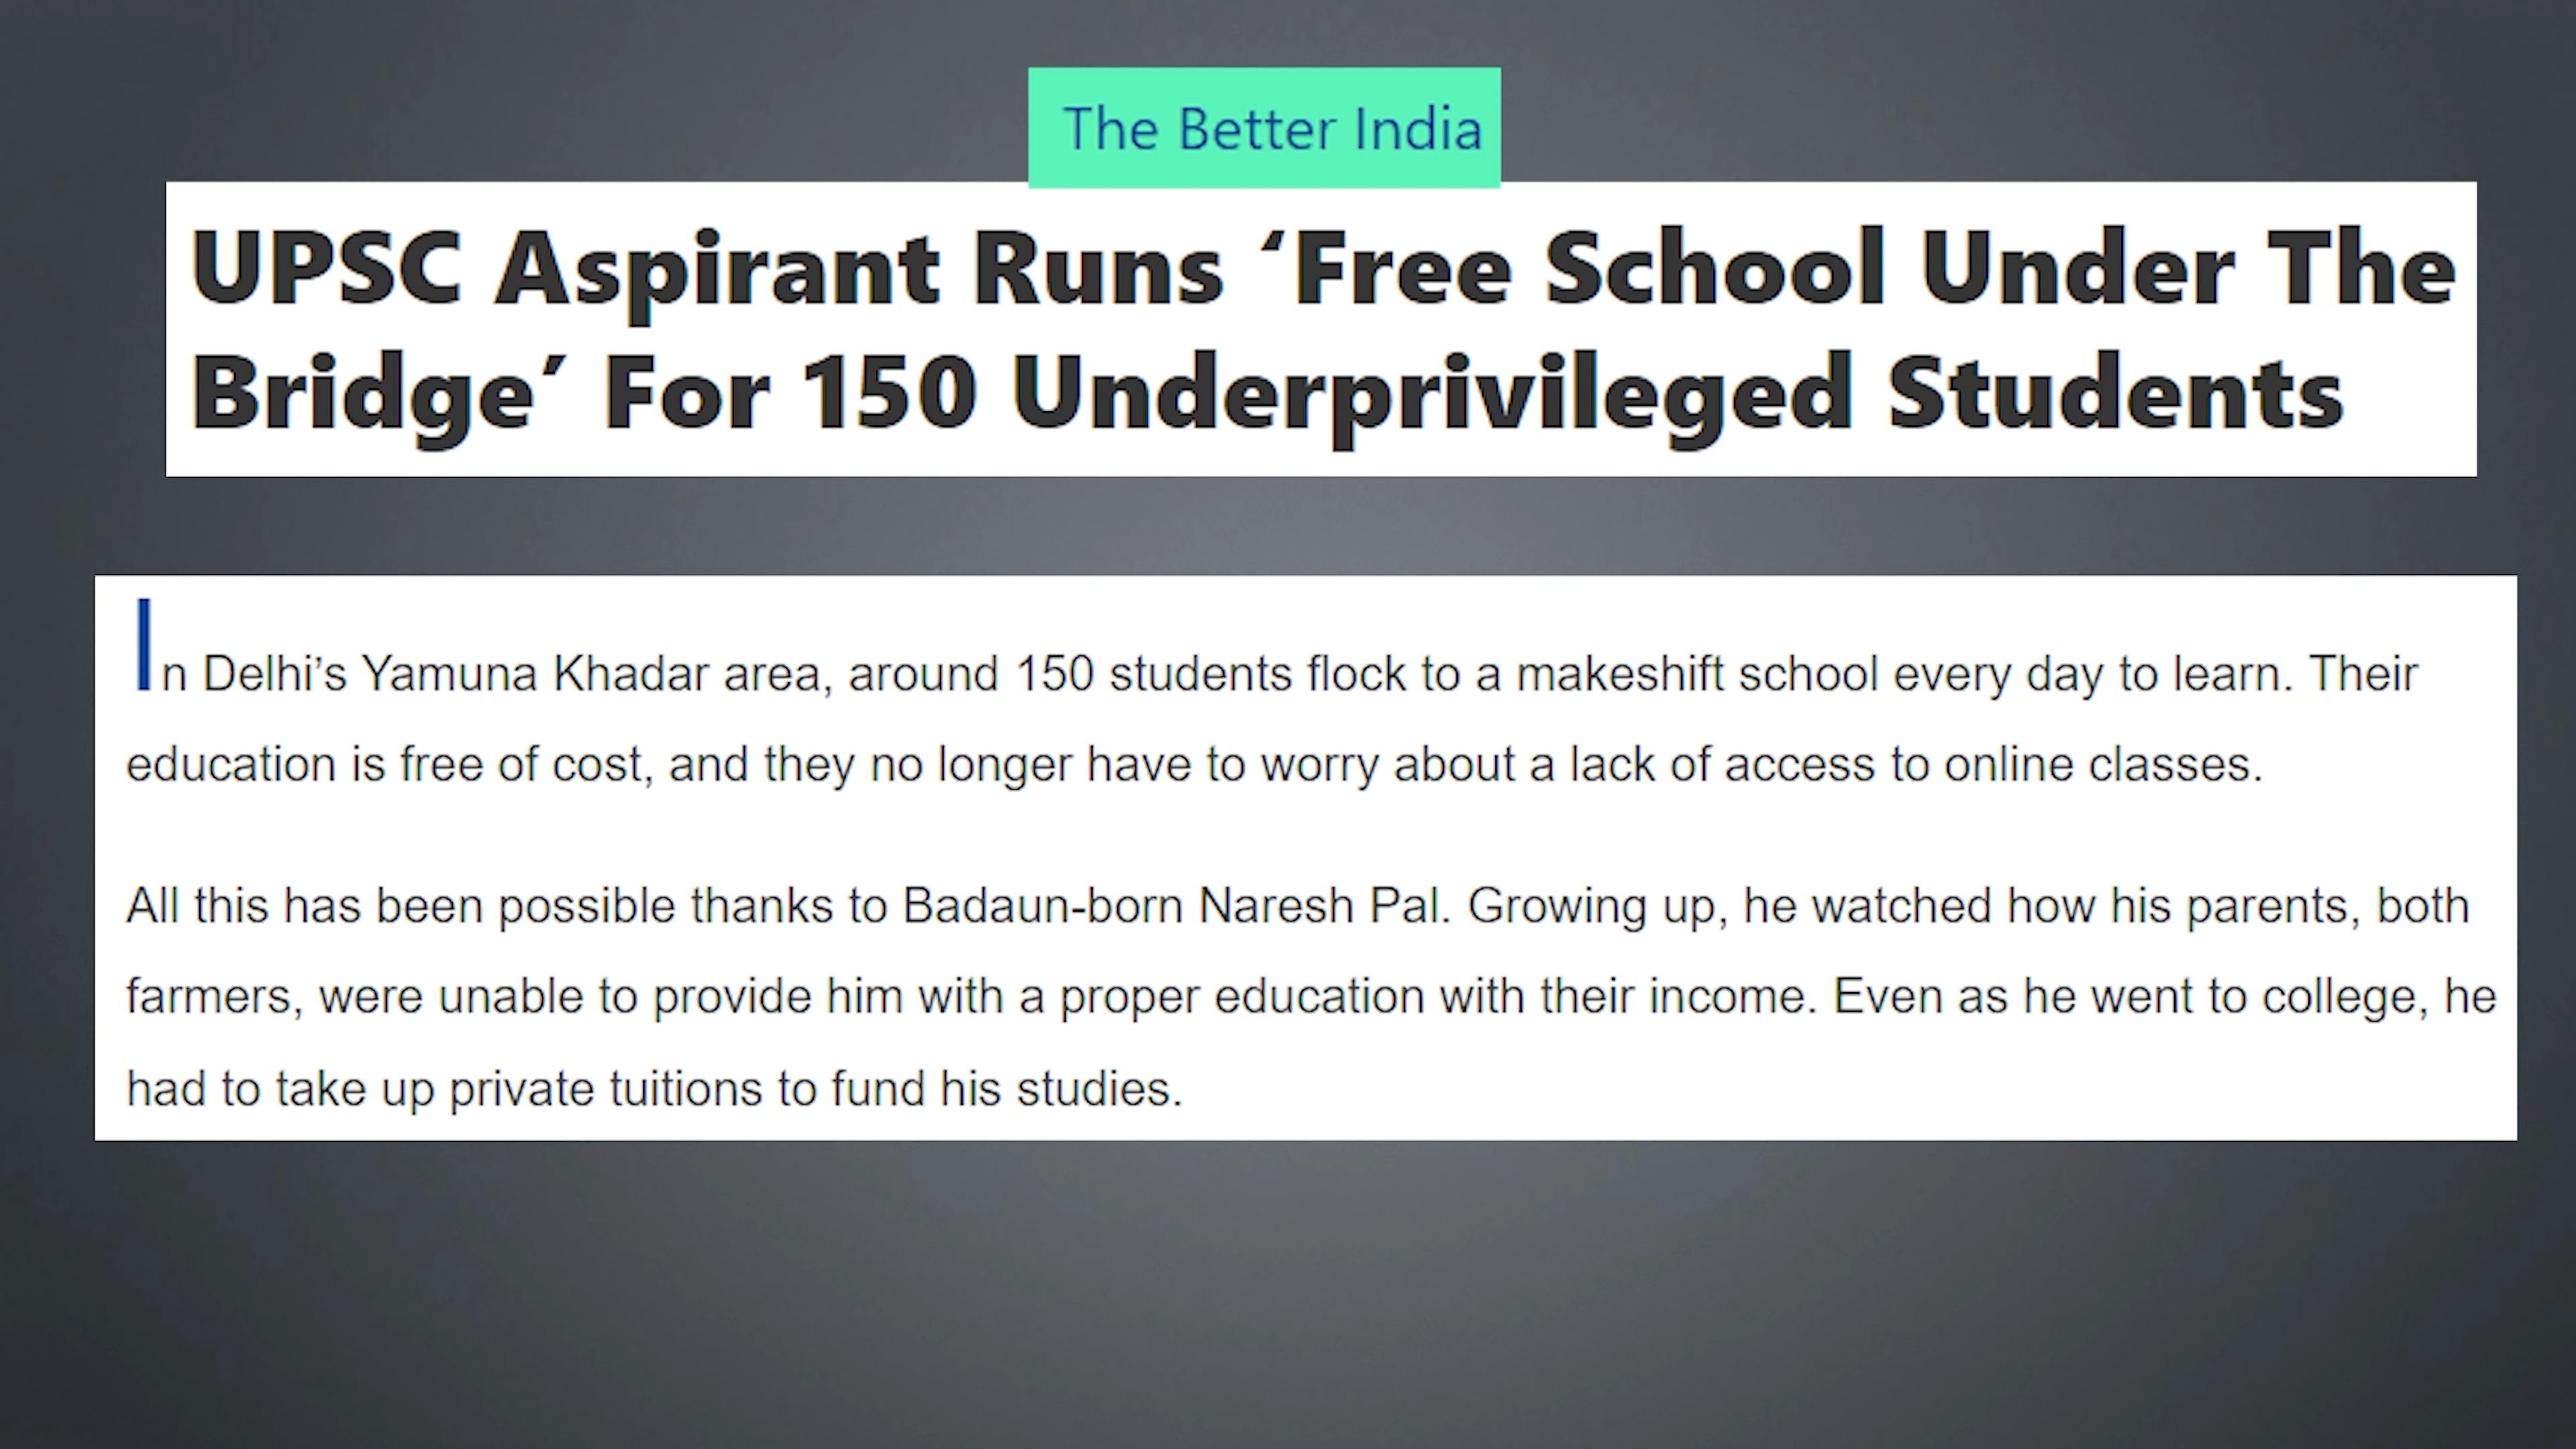 The Better India
UPSC Aspirant Runs ‘Free School Under The
Bridge’ For 150 Underprivileged Students
In Delhi’s Yamuna Khadar area, around 150 students flock to a makeshift school every day to learn. Their
education is free of cost, and they no longer have to worry about a lack of access to online classes.
All this has been possible thanks to Badaun-born Naresh Pal. Growing up, he watched how his parents, both
farmers, were unable to provide him with a proper education with their income. Even as he went to college, he
had to take up private tuitions to fund his studies.